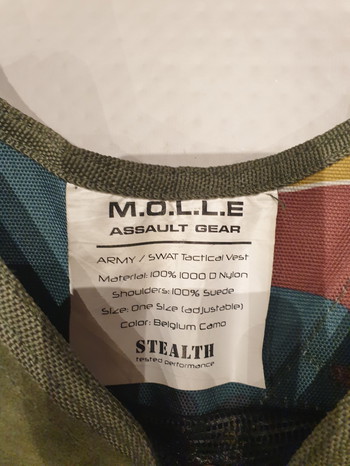 M.O.L.L.E
ASSAULT GEAR
ARMY / SWAT Tactical Vest
Material: 100% 1000 D Nylon
Shoulders: 100% Suede
Size: One Size (adjustable)
Color: Belgium Camo
STEALTH
tested performance